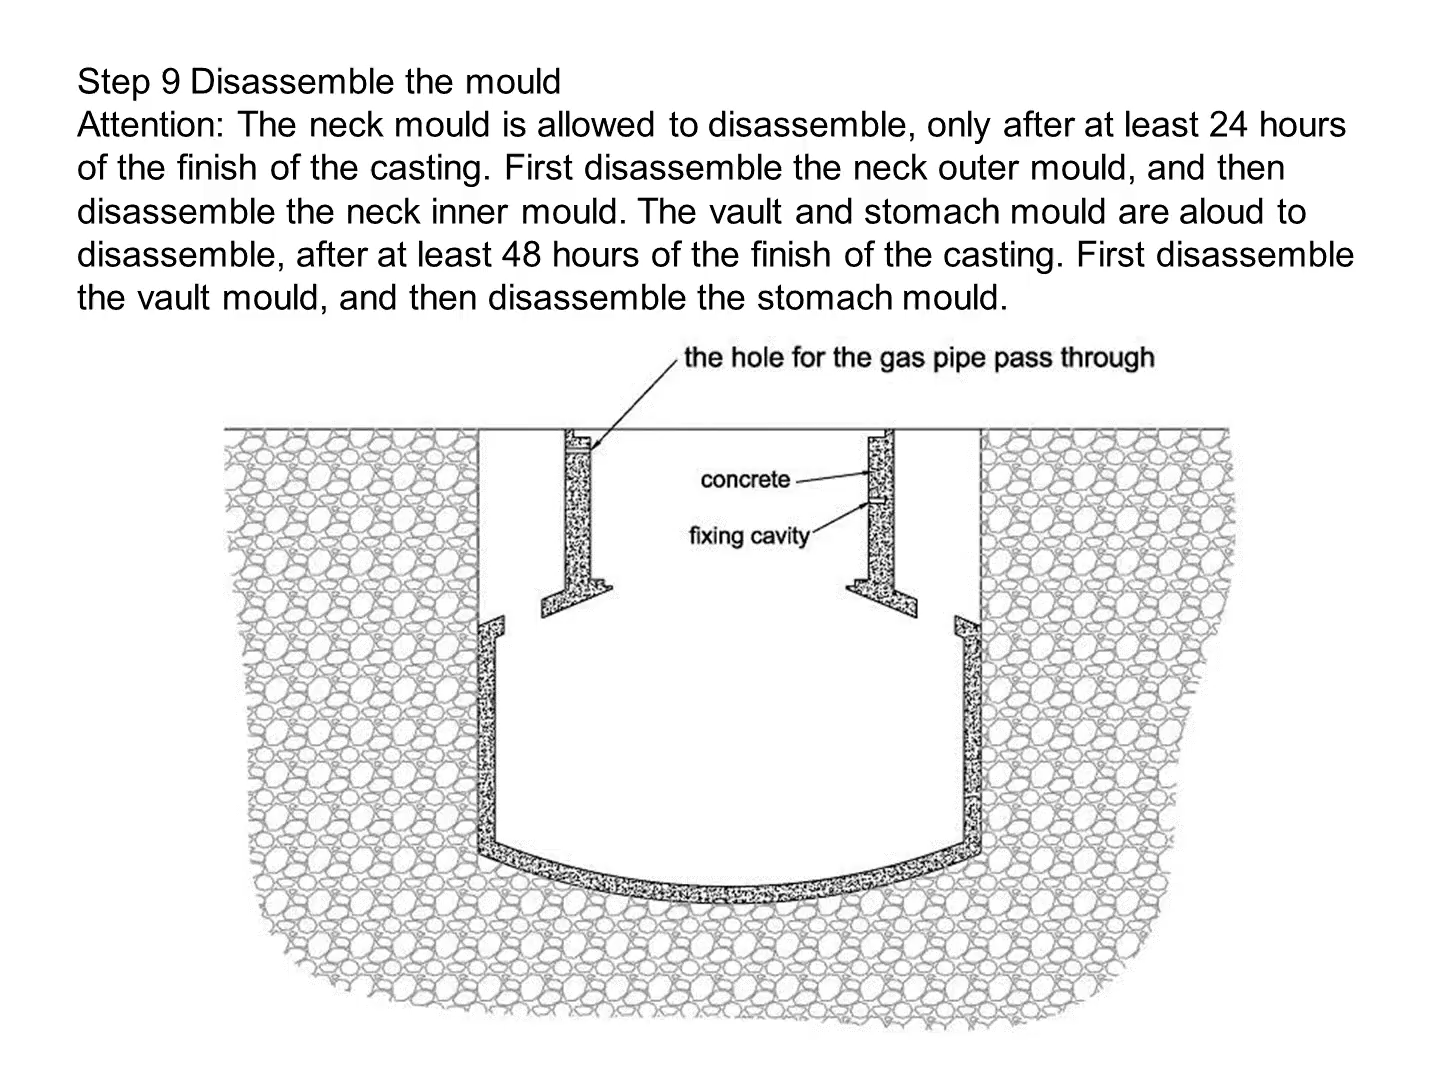 Step 9 Disassemble the mould
Attention: The neck mould is allowed to disassemble, only after at least 24 hours
of the finish of the casting. First disassemble the neck outer mould, and then
disassemble the neck inner mould. The vault and stomach mould are aloud to
disassemble, after at least 48 hours of the finish of the casting. First disassemble
the vault mould, and then disassemble the stomach mould.
the hole for the gas pipe pass through
concrete
fixing cavity